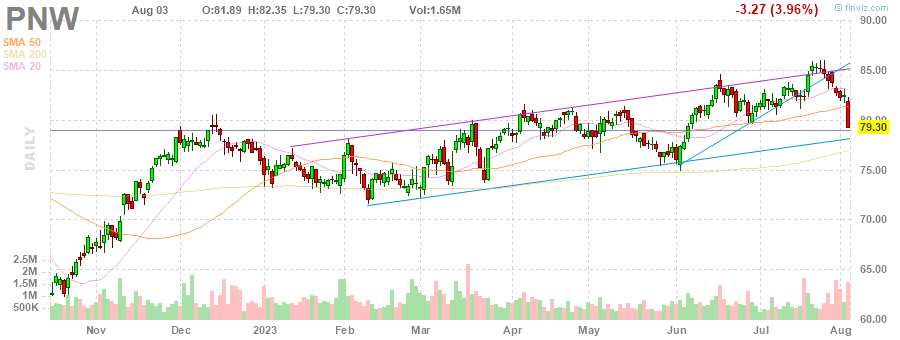 PNW Aug 03 O:81.89 H:82.35 L:79.30 C:79.30 Vol:1.65M -3.27 (3.96%) © finviz.com
SMA 50
SMA 200
SMA 20
DAILY
90.00
85.00
80.00
79.30
75.00
70.00
65.00
60.00
2.5M
2M
1.5M
1M
500K
Nov Dec 2023 Feb Mar Apr May Jun Jul Aug